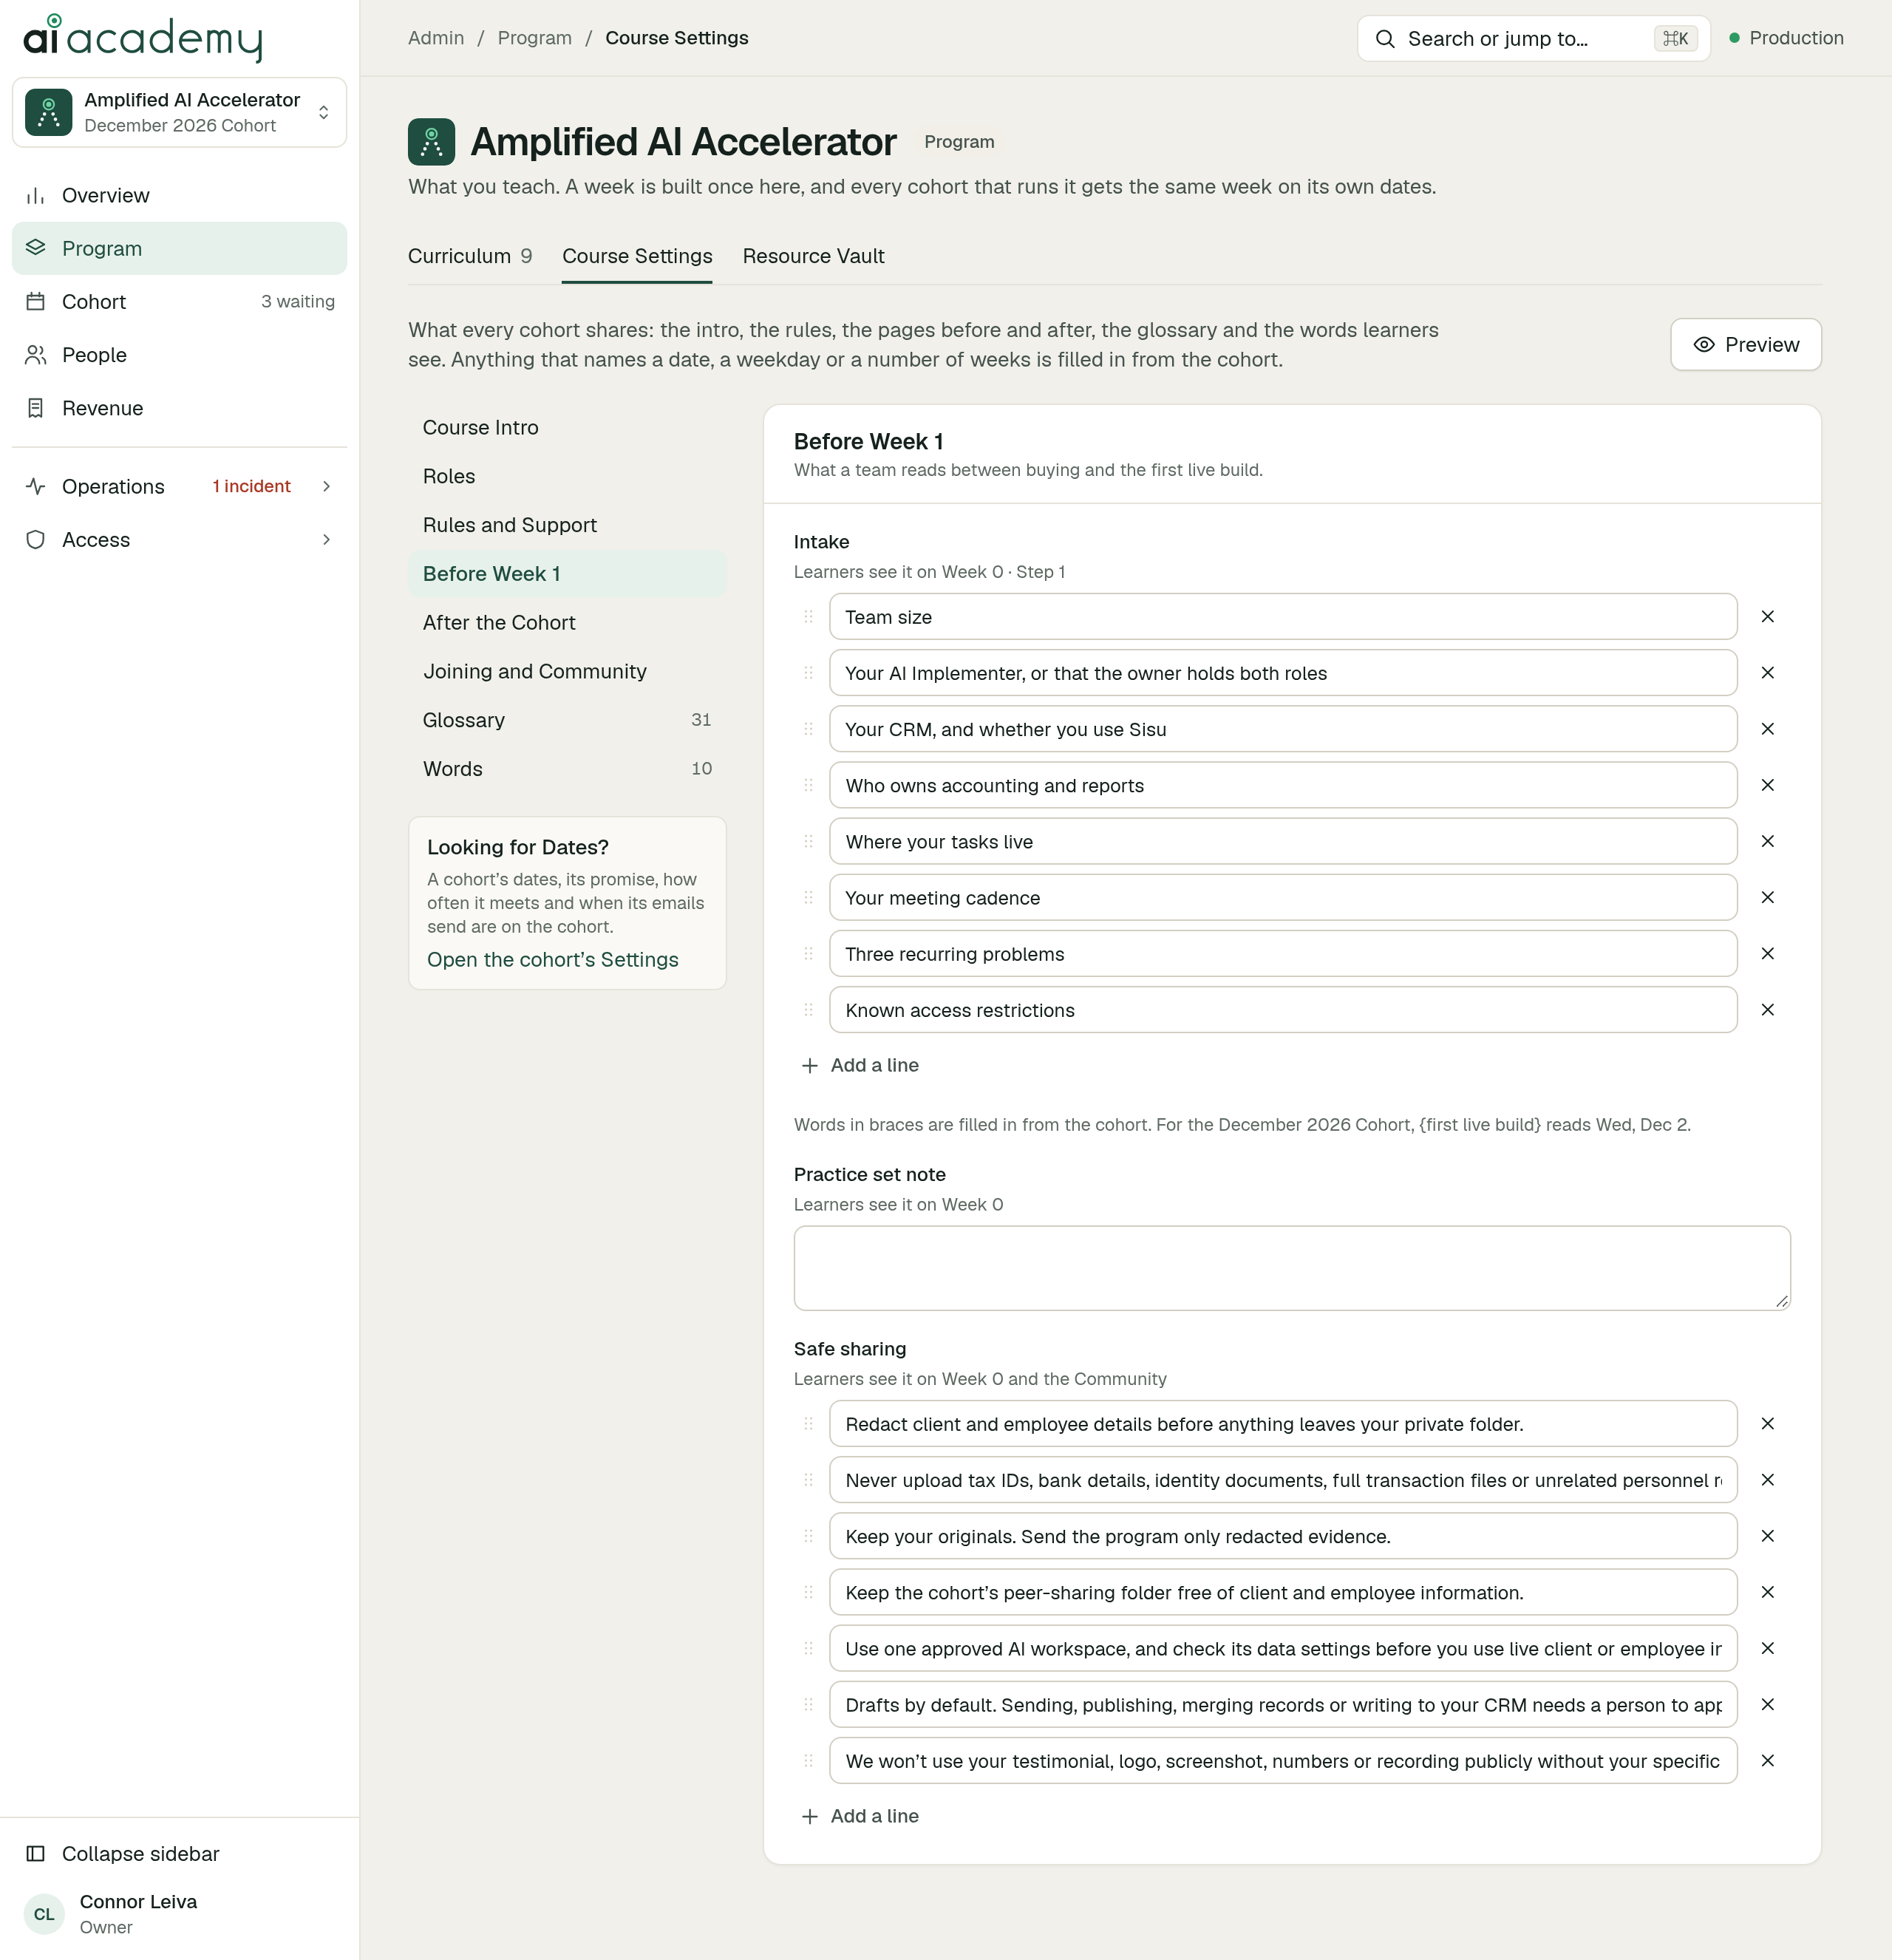 ai academy
Amplified AI Accelerator
December 2026 Cohort
Overview
Program
Cohort 3 waiting
People
Revenue
Operations 1 incident
Access
Collapse sidebar
CL
Connor Leiva
Owner
Admin / Program / Course Settings
Search or jump to... ⌘K
Production
Amplified AI Accelerator Program
What you teach. A week is built once here, and every cohort that runs it gets the same week on its own dates.
Curriculum 9 Course Settings Resource Vault
What every cohort shares: the intro, the rules, the pages before and after, the glossary and the words learners
see. Anything that names a date, a weekday or a number of weeks is filled in from the cohort.
Preview
Course Intro
Roles
Rules and Support
Before Week 1
After the Cohort
Joining and Community
Glossary 31
Words 10
Looking for Dates?
A cohort’s dates, its promise, how
often it meets and when its emails
send are on the cohort.
Open the cohort’s Settings
Before Week 1
What a team reads between buying and the first live build.
Intake
Learners see it on Week 0 · Step 1
Team size
Your AI Implementer, or that the owner holds both roles
Your CRM, and whether you use Sisu
Who owns accounting and reports
Where your tasks live
Your meeting cadence
Three recurring problems
Known access restrictions
Add a line
Words in braces are filled in from the cohort. For the December 2026 Cohort, {first live build} reads Wed, Dec 2.
Practice set note
Learners see it on Week 0
Safe sharing
Learners see it on Week 0 and the Community
Redact client and employee details before anything leaves your private folder.
Never upload tax IDs, bank details, identity documents, full transaction files or unrelated personnel
Keep your originals. Send the program only redacted evidence.
Keep the cohort’s peer-sharing folder free of client and employee information.
Use one approved AI workspace, and check its data settings before you use live client or employee
Drafts by default. Sending, publishing, merging records or writing to your CRM needs a person to
We won’t use your testimonial, logo, screenshot, numbers or recording publicly without your specific
Add a line